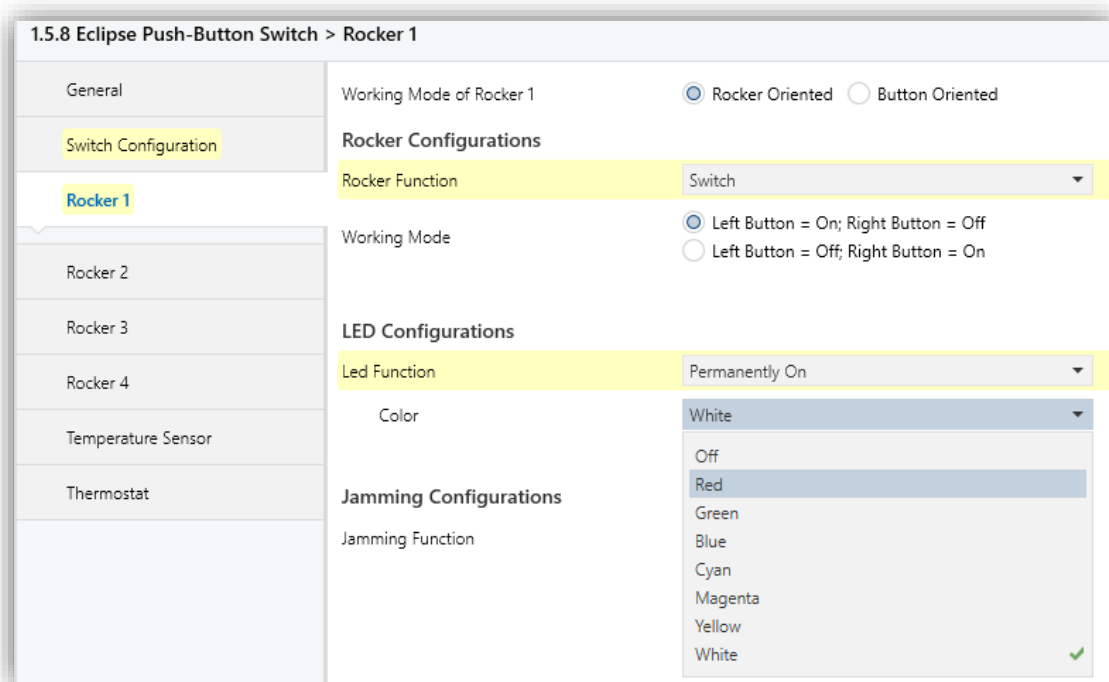 1.5.8 Eclipse Push-Button Switch > Rocker 1
General
Switch Configuration
Rocker 1
Rocker 2
Rocker 3
Rocker 4
Temperature Sensor
Thermostat
Working Mode of Rocker 1 Rocker Oriented Button Oriented
Rocker Configurations
Rocker Function Switch
Working Mode Left Button = On; Right Button = Off
Left Button = Off; Right Button = On
LED Configurations
Led Function Permanently On
Color White
Off
Red
Green
Blue
Cyan
Magenta
Yellow
White
Jamming Configurations
Jamming Function